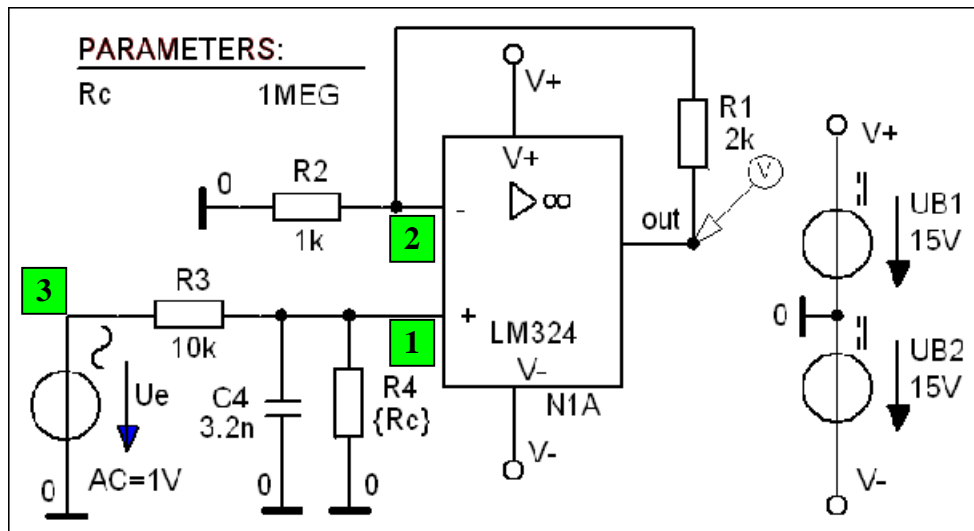 PARAMETERS:
Rc 1MEG
V+
R1
2k
V
V+
V+
R2
0
1k
2
-
▷ ∞
out
UB1
15V
3
R3
10k
1
+
LM324
0
C4
3.2n
R4
{Rc}
V-
N1A
UB2
15V
Ue
AC=1V
0
0
0
V-
V-